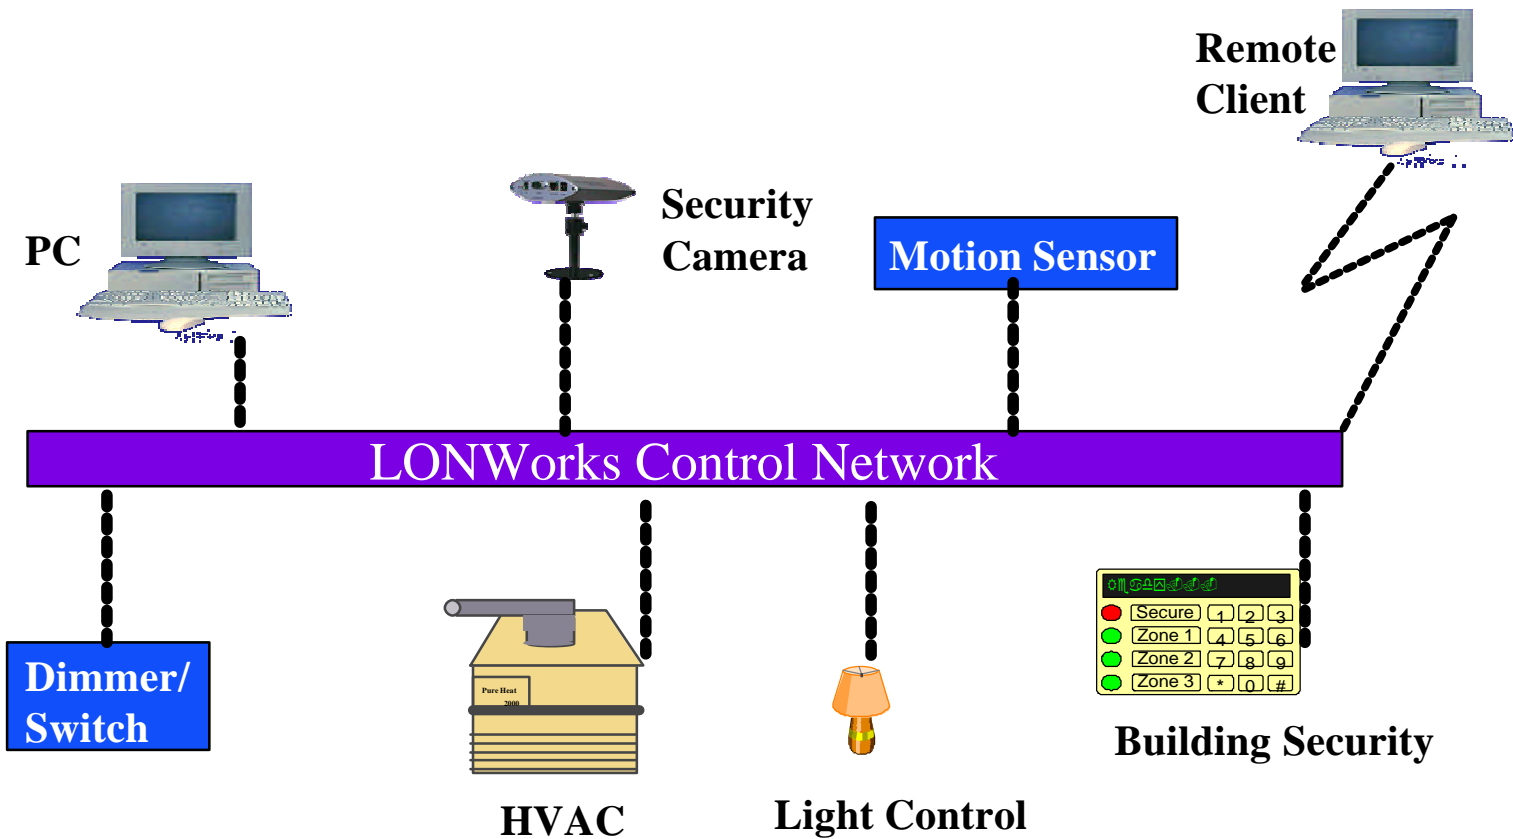 Remote
Client
PC
Security
Camera
Motion Sensor
LONWorks Control Network
Dimmer/
Switch
Pure Heat
2000
HVAC
Light Control
Secure 1 2 3
Zone 1 4 5 6
Zone 2 7 8 9
Zone 3 * 0 #
Building Security